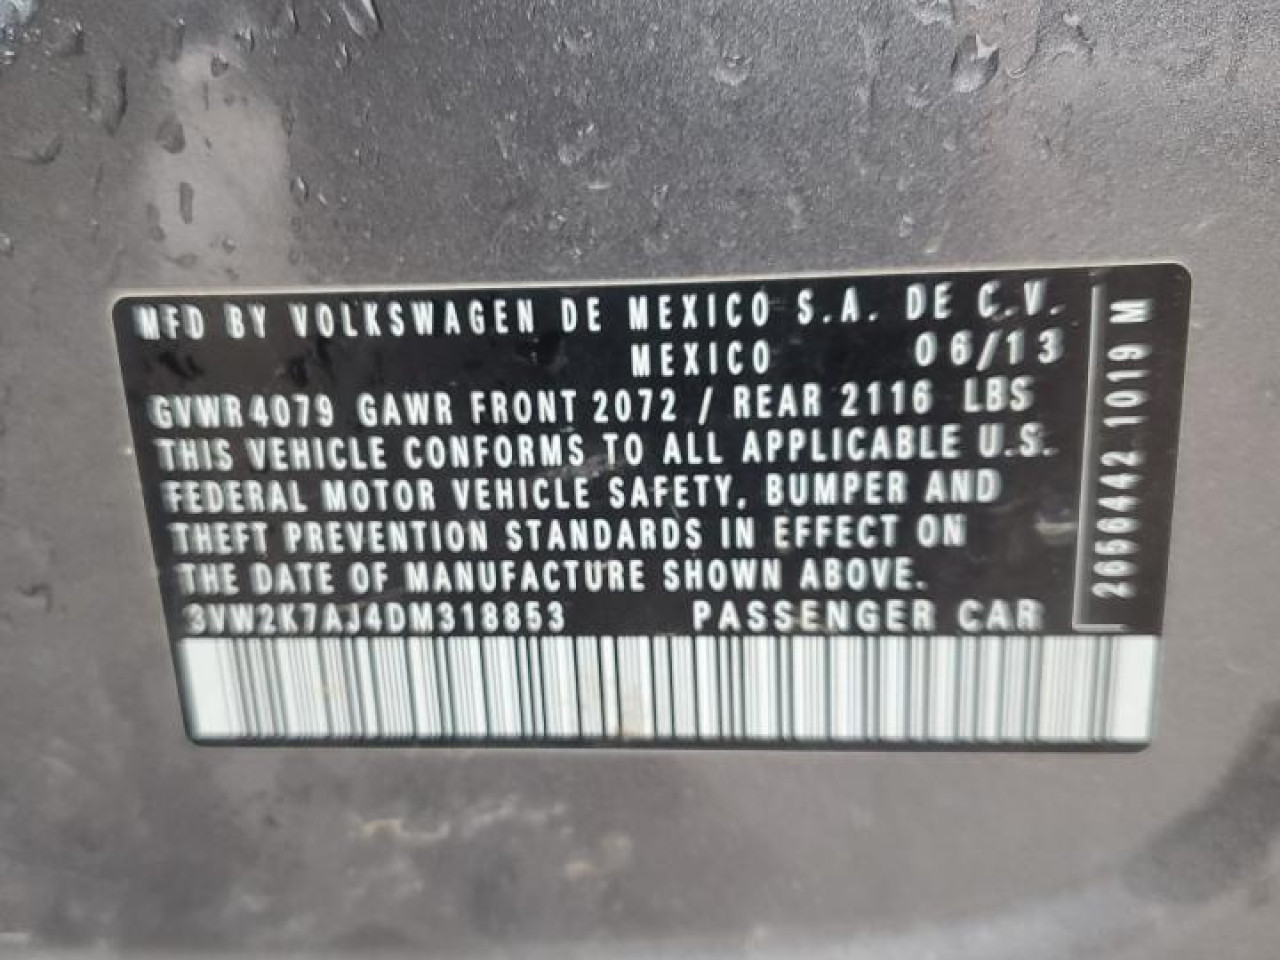 MFD BY VOLKSWAGEN DE MEXICO S.A. DE C.V.
MEXICO 06/13
GVWR 4079 GAWR FRONT 2072 / REAR 2116 LBS
THIS VEHICLE CONFORMS TO ALL APPLICABLE U.S.
FEDERAL MOTOR VEHICLE SAFETY, BUMPER AND
THEFT PREVENTION STANDARDS IN EFFECT ON
THE DATE OF MANUFACTURE SHOWN ABOVE.
3VW2K7AJ4DM318853 PASSENGER CAR
2656442 1019 M